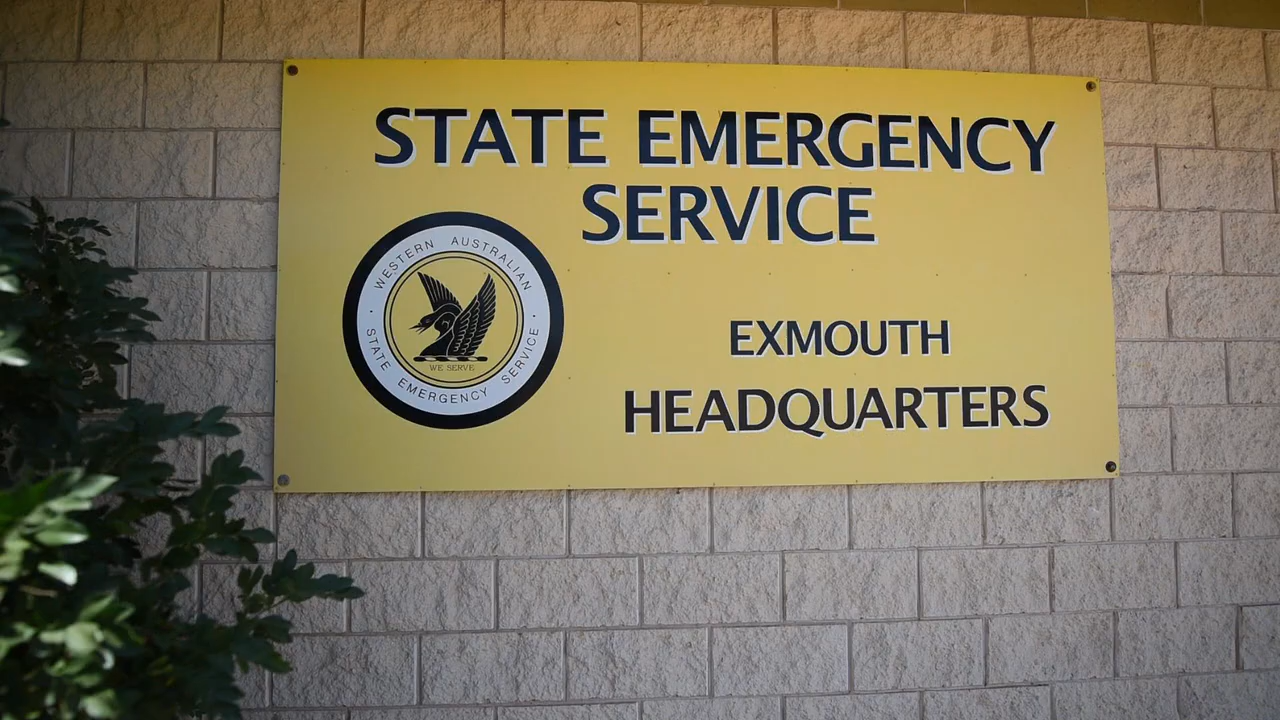 STATE EMERGENCY
SERVICE
WESTERN AUSTRALIAN
STATE EMERGENCY SERVICE
WE SERVE
EXMOUTH
HEADQUARTERS